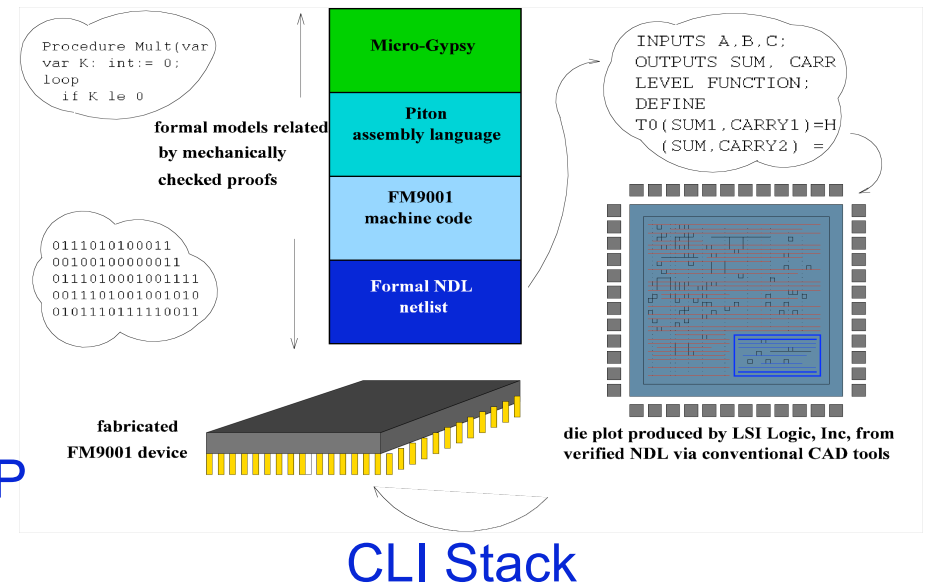 Procedure Mult(var
var K: int:= 0;
loop
if K le 0
formal models related
by mechanically
checked proofs
0111010100011
00100100000011
01110100001001111
0011101001001010
0101110111110011
Micro-Gypsy
Piton
assembly language
FM9001
machine code
Formal NDL
netlist
INPUTS A,B,C;
OUTPUTS SUM, CARR
LEVEL FUNCTION;
DEFINE
T0(SUM1,CARRY1)=H
(SUM,CARRY2) =
fabricated
FM9001 device
die plot produced by LSI Logic, Inc, from
verified NDL via conventional CAD tools
P
CLI Stack